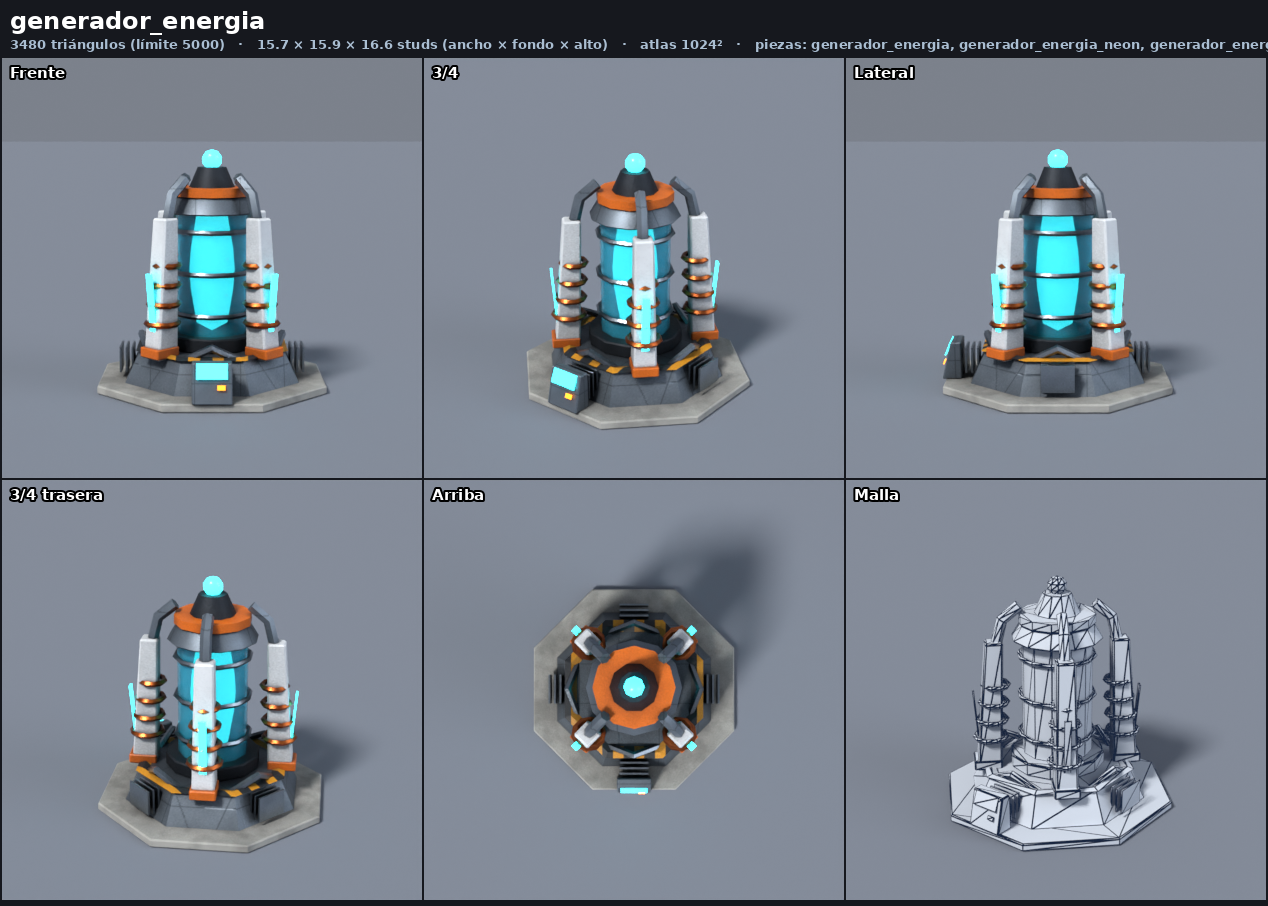 generador_energia
3480 triángulos (límite 5000) · 15.7 × 15.9 × 16.6 studs (ancho × fondo × alto) · atlas 1024² · piezas: generador_energia, generador_energia_neon, generador_energ
Frente
3/4
Lateral
3/4 trasera
Arriba
Malla